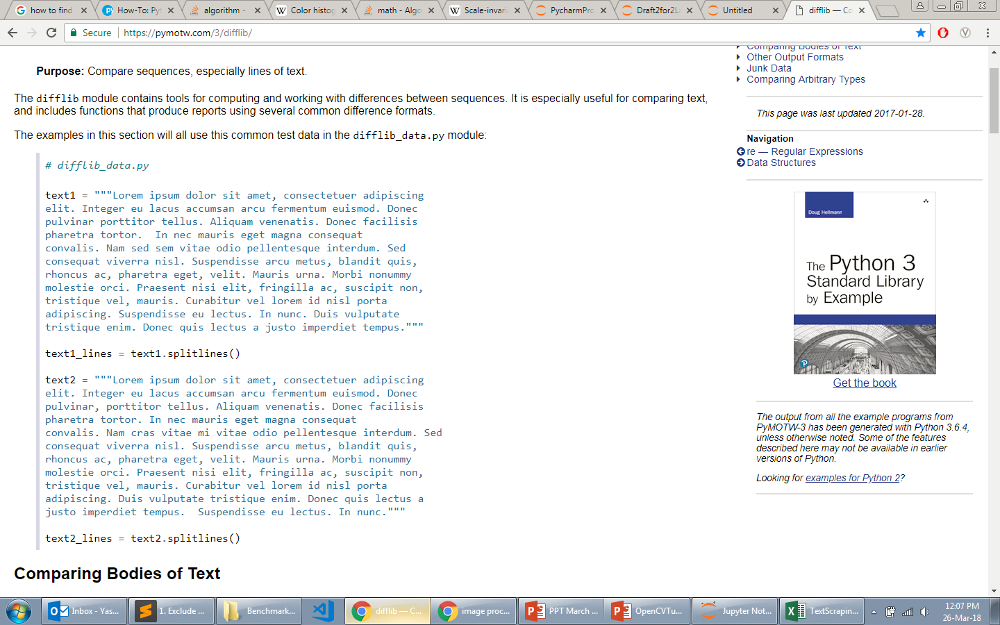 how to find
How-To: Py
algorithm -
Color histog
math - Algo
Scale-invari
PycharmPro
Draft2for2L
Untitled
difflib — Co
Secure
https://pymotw.com/3/difflib/
Purpose: Compare sequences, especially lines of text.
The difflib module contains tools for computing and working with differences between sequences. It is especially useful for comparing text,
and includes functions that produce reports using several common difference formats.
The examples in this section will all use this common test data in the difflib_data.py module:
# difflib_data.py
text1 = """Lorem ipsum dolor sit amet, consectetuer adipiscing
elit. Integer eu lacus accumsan arcu fermentum euismod. Donec
pulvinar porttitor tellus. Aliquam venenatis. Donec facilisis
pharetra tortor.  In nec mauris eget magna consequat
convalis. Nam sed sem vitae odio pellentesque interdum. Sed
consequat viverra nisl. Suspendisse arcu metus, blandit quis,
rhoncus ac, pharetra eget, velit. Mauris urna. Morbi nonummy
molestie orci. Praesent nisi elit, fringilla ac, suscipit non,
tristique vel, mauris. Curabitur vel lorem id nisl porta
adipiscing. Suspendisse eu lectus. In nunc. Duis vulputate
tristique enim. Donec quis lectus a justo imperdiet tempus."""
text1_lines = text1.splitlines()
text2 = """Lorem ipsum dolor sit amet, consectetuer adipiscing
elit. Integer eu lacus accumsan arcu fermentum euismod. Donec
pulvinar, porttitor tellus. Aliquam venenatis. Donec facilisis
pharetra tortor. In nec mauris eget magna consequat
convalis. Nam cras vitae mi vitae odio pellentesque interdum. Sed
consequat viverra nisl. Suspendisse arcu metus, blandit quis,
rhoncus ac, pharetra eget, velit. Mauris urna. Morbi nonummy
molestie orci. Praesent nisi elit, fringilla ac, suscipit non,
tristique vel, mauris. Curabitur vel lorem id nisl porta
adipiscing. Duis vulputate tristique enim. Donec quis lectus a
justo imperdiet tempus.  Suspendisse eu lectus. In nunc."""
text2_lines = text2.splitlines()
Comparing Bodies of Text
Comparing Bodies of Text
Other Output Formats
Junk Data
Comparing Arbitrary Types
This page was last updated 2017-01-28.
Navigation
re — Regular Expressions
Data Structures
Doug Hellmann
The Python 3
Standard Library
by Example
Get the book
The output from all the example programs from
PyMOTW-3 has been generated with Python 3.6.4,
unless otherwise noted. Some of the features
described here may not be available in earlier
versions of Python.
Looking for examples for Python 2?
Inbox - Yas...
1. Exclude ...
Benchmark...
difflib — C...
image proc...
PPT March ...
OpenCVTu...
Jupyter Not...
TextScrapin...
12:07 PM
26-Mar-18